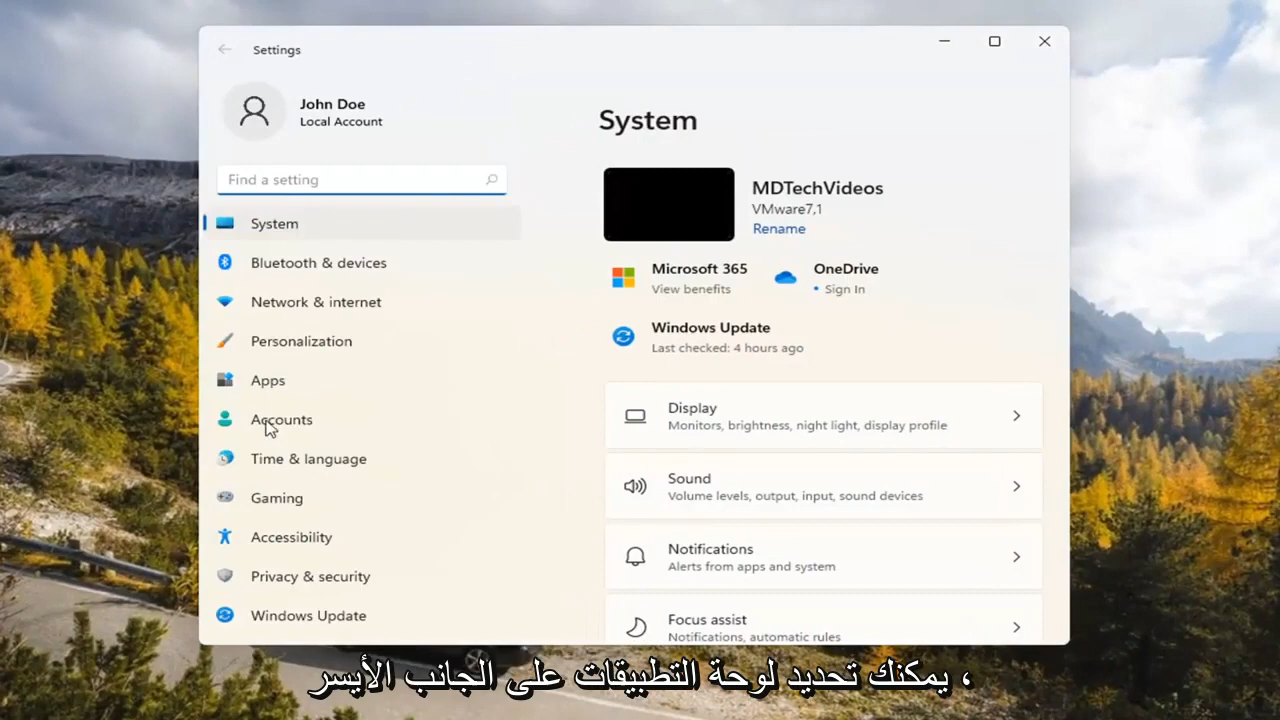 Settings
John Doe
Local Account
Find a setting
System
Bluetooth & devices
Network & internet
Personalization
Apps
Accounts
Time & language
Gaming
Accessibility
Privacy & security
Windows Update
System
MDTechVideos
VMware7,1
Rename
Microsoft 365
View benefits
OneDrive
• Sign In
Windows Update
Last checked: 4 hours ago
Display
Monitors, brightness, night light, display profile
Sound
Volume levels, output, input, sound devices
Notifications
Alerts from apps and system
Focus assist
Notifications, automatic rules
، يمكنك تحديد لوحة التطبيقات على الجانب الأيسر